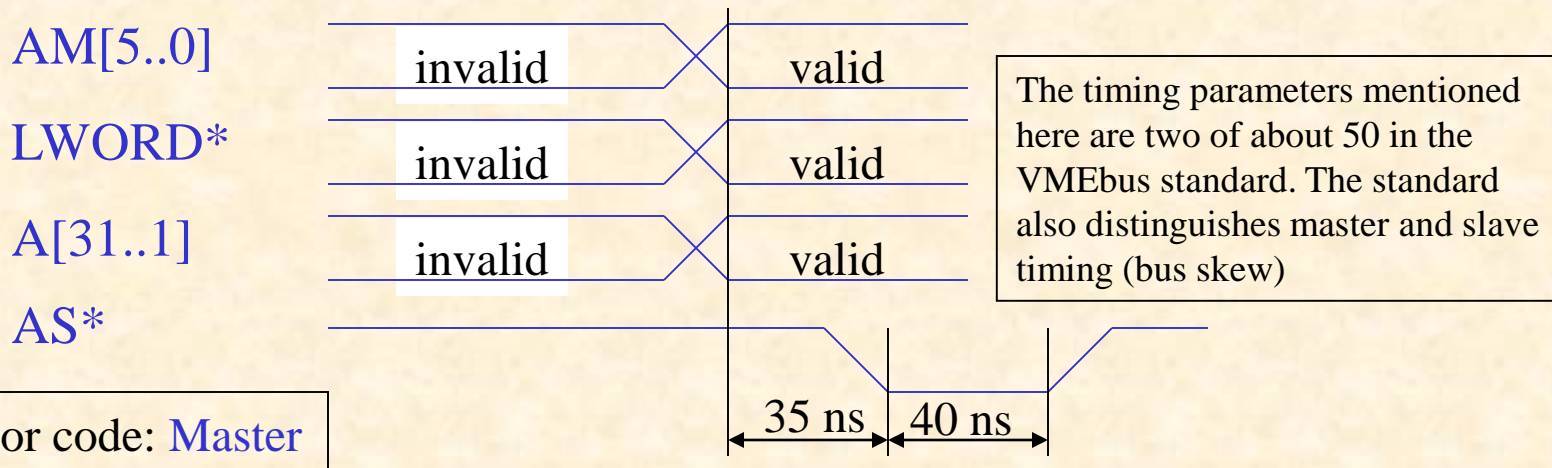 AM[5..0]
invalid
valid
LWORD*
invalid
valid
A[31..1]
invalid
valid
AS*
The timing parameters mentioned
here are two of about 50 in the
VMEbus standard. The standard
also distinguishes master and slave
timing (bus skew)
35 ns
40 ns
or code: Master